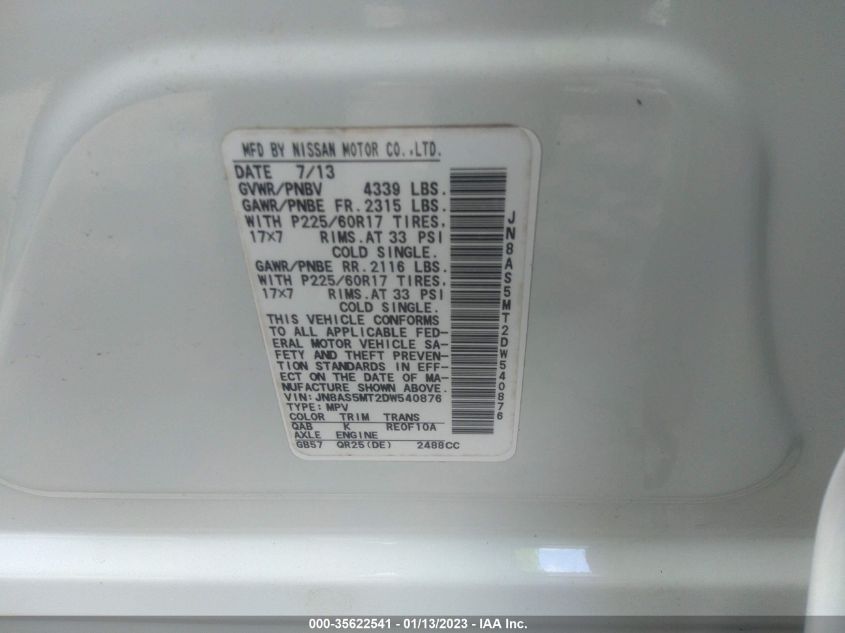 MFD BY NISSAN MOTOR CO.,LTD.
DATE 7/13
GVWR/PNBV 4339 LBS.
GAWR/PNBE FR.2315 LBS.
WITH P225/60R17 TIRES,
17×7 RIMS.AT 33 PSI
COLD SINGLE.
GAWR/PNBE RR.2116 LBS.
WITH P225/60R17 TIRES,
17×7 RIMS.AT 33 PSI
COLD SINGLE.
THIS VEHICLE CONFORMS
TO ALL APPLICABLE FED-
ERAL MOTOR VEHICLE SA-
FETY AND THEFT PREVEN-
TION STANDARDS IN EFF-
ECT ON THE DATE OF MA-
NUFACTURE SHOWN ABOVE.
VIN:JN8AS5MT2DW540876
TYPE:MPV
COLOR TRIM TRANS
QAB K RE0F10A
AXLE ENGINE
GB57 QR25(DE) 2488CC
JN8AS5MT2DW540876
000-35622541 - 01/13/2023 - IAA Inc.